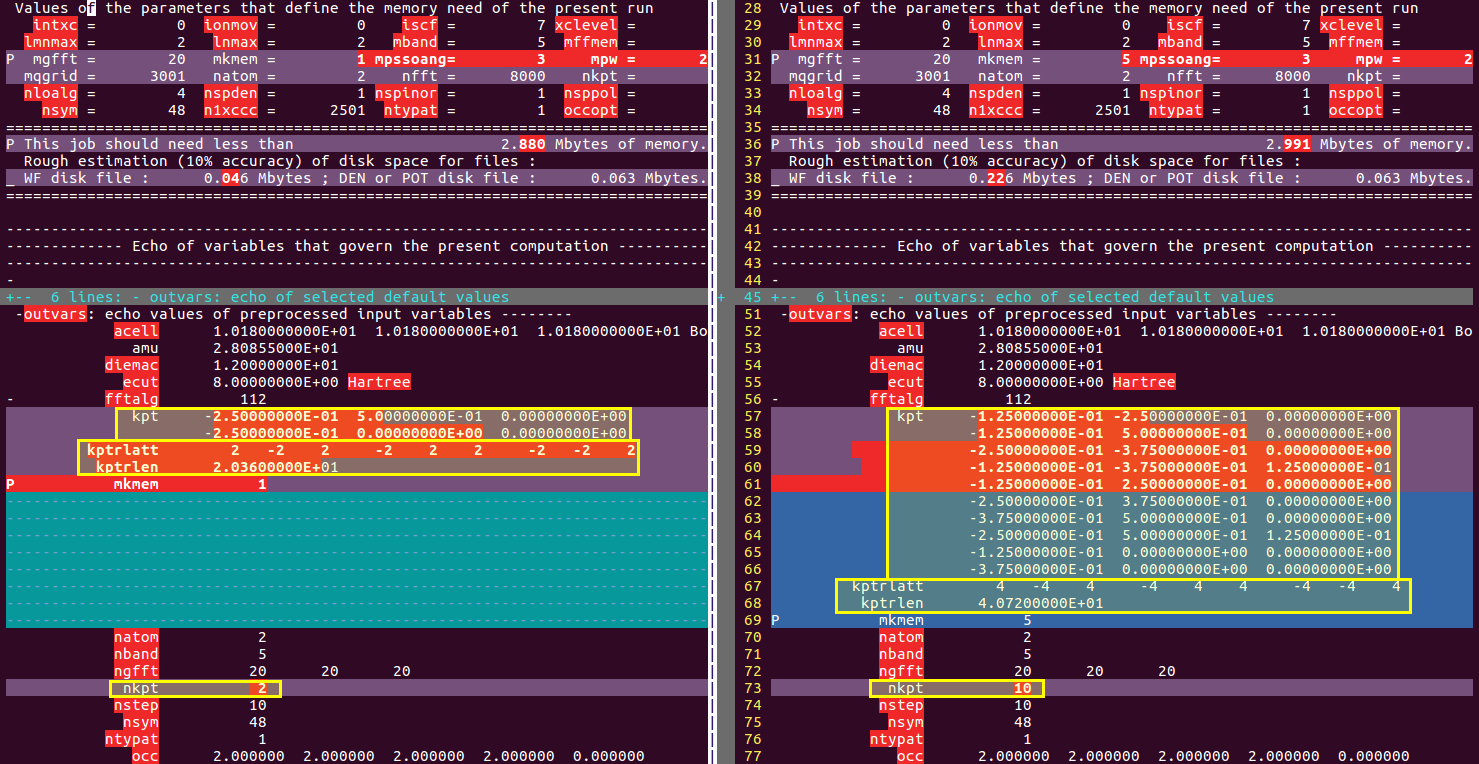 Values of the parameters that define the memory need of the present run
intxc = 0 ionmov = 0 iscf = 7 xclevel =
lmnmax = 2 lnmax = 2 mband = 5 mffmem =
P mgfft = 20 mkmem = 1 mpssoang= 3 mpw = 2
mqgrid = 3001 natom = 2 nfft = 8000 nkpt =
nloalg = 4 nspden = 1 nspinor = 1 nsppol =
nsym = 48 n1xccc = 2501 ntypat = 1 occopt =
==============================================================================
P This job should need less than 2.880 Mbytes of memory.
Rough estimation (10% accuracy) of disk space for files :
_ WF disk file : 0.046 Mbytes ; DEN or POT disk file : 0.063 Mbytes.
==============================================================================
------------------------------------------------------------------------------
------------- Echo of variables that govern the present computation ----------
------------------------------------------------------------------------------
-
+-- 6 lines: - outvars: echo of selected default values
-outvars: echo values of preprocessed input variables --------
acell 1.0180000000E+01 1.0180000000E+01 1.0180000000E+01 Bo
amu 2.80855000E+01
diemac 1.20000000E+01
ecut 8.00000000E+00 Hartree
- fftalg 112
kpt -2.50000000E-01 5.00000000E-01 0.00000000E+00
-2.50000000E-01 0.00000000E+00 0.00000000E+00
kptrlatt 2 -2 2 -2 2 2 -2 -2 2
kptrlen 2.03600000E+01
P mkmem 1
------------------------------------------------------------------------------
------------------------------------------------------------------------------
------------------------------------------------------------------------------
------------------------------------------------------------------------------
------------------------------------------------------------------------------
------------------------------------------------------------------------------
------------------------------------------------------------------------------
------------------------------------------------------------------------------
natom 2
nband 5
ngfft 20 20 20
nkpt 2
nstep 10
nsym 48
ntypat 1
occ 2.000000 2.000000 2.000000 2.000000 0.000000
28 Values of the parameters that define the memory need of the present run
29 intxc = 0 ionmov = 0 iscf = 7 xclevel =
30 lmnmax = 2 lnmax = 2 mband = 5 mffmem =
31 P mgfft = 20 mkmem = 5 mpssoang= 3 mpw = 2
32 mqgrid = 3001 natom = 2 nfft = 8000 nkpt =
33 nloalg = 4 nspden = 1 nspinor = 1 nsppol =
34 nsym = 48 n1xccc = 2501 ntypat = 1 occopt =
35 ==============================================================================
36 P This job should need less than 2.991 Mbytes of memory.
37 Rough estimation (10% accuracy) of disk space for files :
38 _ WF disk file : 0.226 Mbytes ; DEN or POT disk file : 0.063 Mbytes.
39 ==============================================================================
40
41 ------------------------------------------------------------------------------
42 ------------- Echo of variables that govern the present computation ----------
43 ------------------------------------------------------------------------------
44 -
+ 45 +-- 6 lines: - outvars: echo of selected default values
51 -outvars: echo values of preprocessed input variables --------
52 acell 1.0180000000E+01 1.0180000000E+01 1.0180000000E+01 Bo
53 amu 2.80855000E+01
54 diemac 1.20000000E+01
55 ecut 8.00000000E+00 Hartree
56 - fftalg 112
57 kpt -1.25000000E-01 -2.50000000E-01 0.00000000E+00
58 -1.25000000E-01 5.00000000E-01 0.00000000E+00
59 -2.50000000E-01 -3.75000000E-01 0.00000000E+00
60 -1.25000000E-01 -3.75000000E-01 1.25000000E-01
61 -1.25000000E-01 2.50000000E-01 0.00000000E+00
62 -2.50000000E-01 3.75000000E-01 0.00000000E+00
63 -3.75000000E-01 5.00000000E-01 0.00000000E+00
64 -2.50000000E-01 5.00000000E-01 1.25000000E-01
65 -1.25000000E-01 0.00000000E+00 0.00000000E+00
66 -3.75000000E-01 0.00000000E+00 0.00000000E+00
67 kptrlatt 4 -4 4 -4 4 4 -4 -4 4
68 kptrlen 4.07200000E+01
69 P mkmem 5
70 natom 2
71 nband 5
72 ngfft 20 20 20
73 nkpt 10
74 nstep 10
75 nsym 48
76 ntypat 1
77 occ 2.000000 2.000000 2.000000 2.000000 0.000000